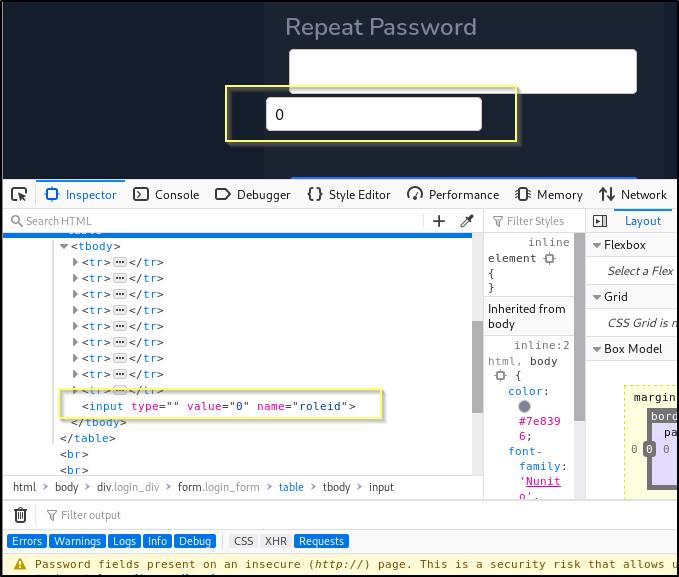 Repeat Password
0
Inspector Console Debugger Style Editor Performance Memory Network
Search HTML
Filter Styles
Layout
<tbody>
<tr> </tr>
<tr> </tr>
<tr> </tr>
<tr> </tr>
<tr> </tr>
<tr> </tr>
<tr> </tr>
<tr> </tr>
<tr> </tr>
<input type="" value="0" name="roleid">
</tbody>
</table>
<br>
<br>
html > body > div.login_div > form.login_form > table > tbody > input
inline
element
{
}
Inherited from
body
inline:2
html, body
{
color:
#7e839
6;
font-
family:
'Nunit
o',
Flexbox
Select a Flex
Grid
CSS Grid is n
Box Model
margin
bord
pa
0 0 0
Filter output
Errors Warnings Logs Info Debug CSS XHR Requests
Password fields present on an insecure (http://) page. This is a security risk that allows u